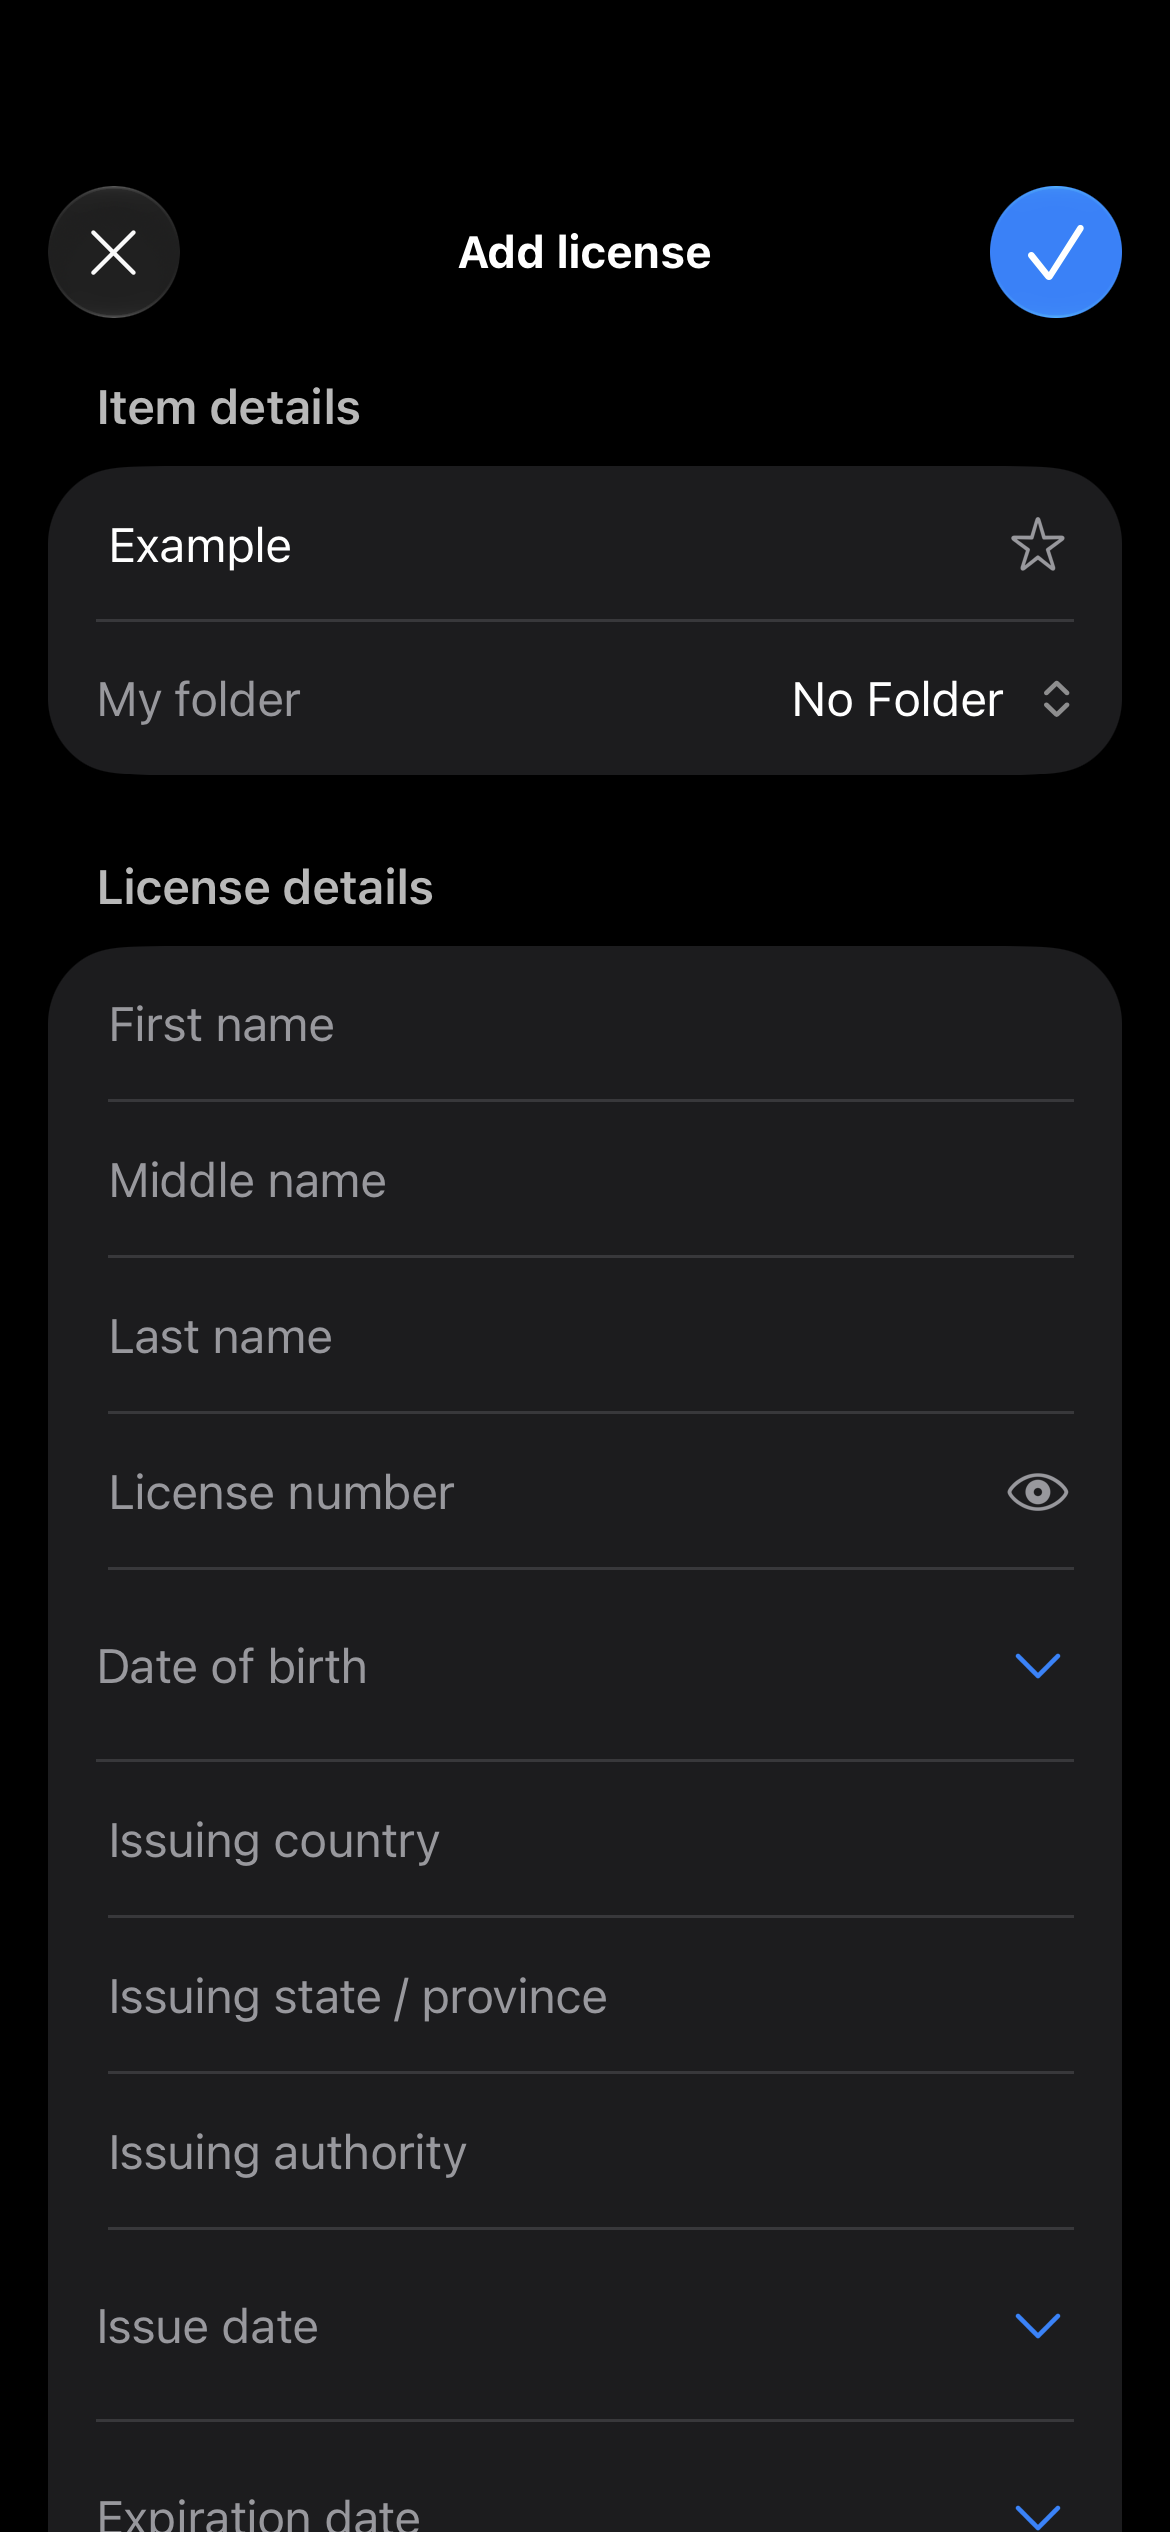 Add license
Item details
Example
My folder No Folder
License details
First name
Middle name
Last name
License number
Date of birth
Issuing country
Issuing state / province
Issuing authority
Issue date
Expiration date